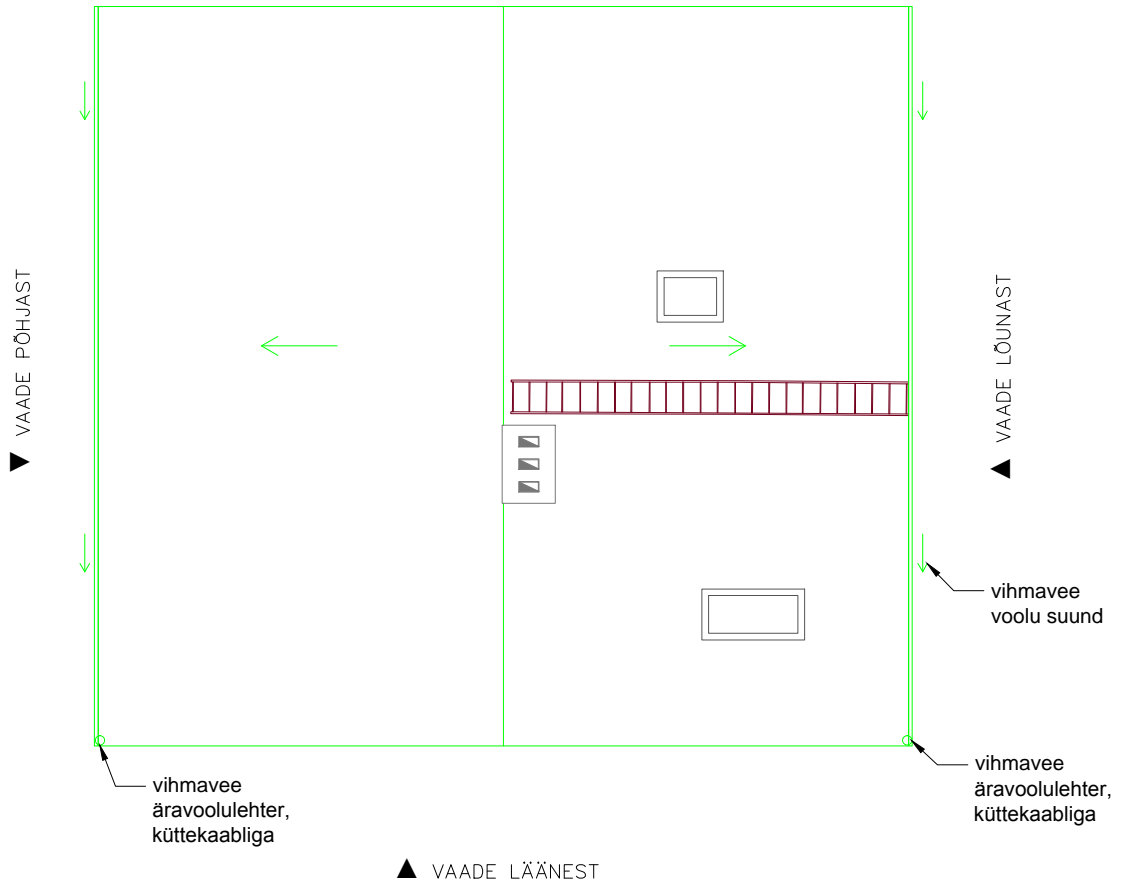 VAADE PÕHJAST
VAADE LÕUNAST
vihmavee
voolu suund
vihmavee
äravoolulehter,
küttekaabliga
vihmavee
äravoolulehter,
küttekaabliga
VAADE LÄÄNEST